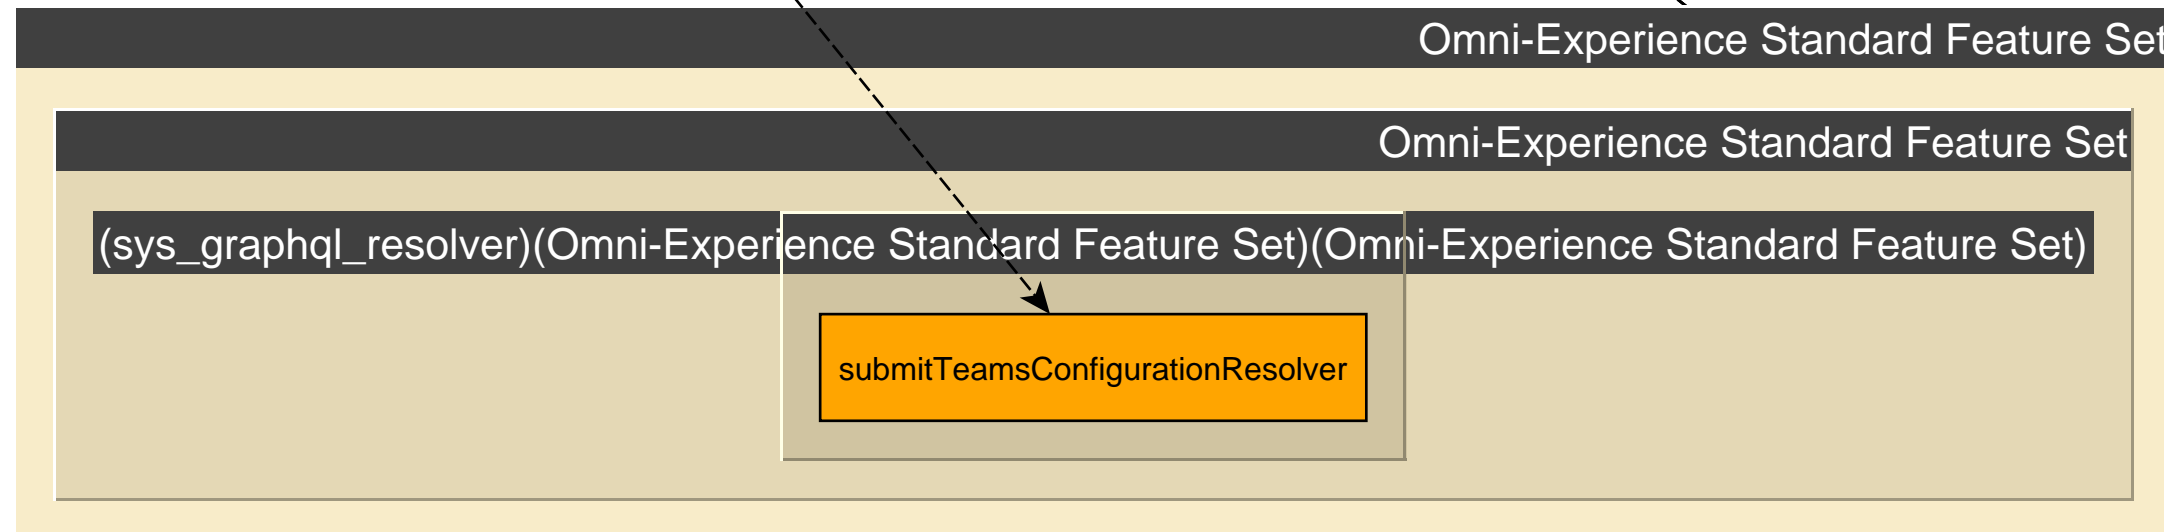 Omni-Experience Standard Feature Set
Omni-Experience Standard Feature Set
(sys_graphql_resolver)(Omni-Experience Standard Feature Set)(Omni-Experience Standard Feature Set)
submitTeamsConfigurationResolver